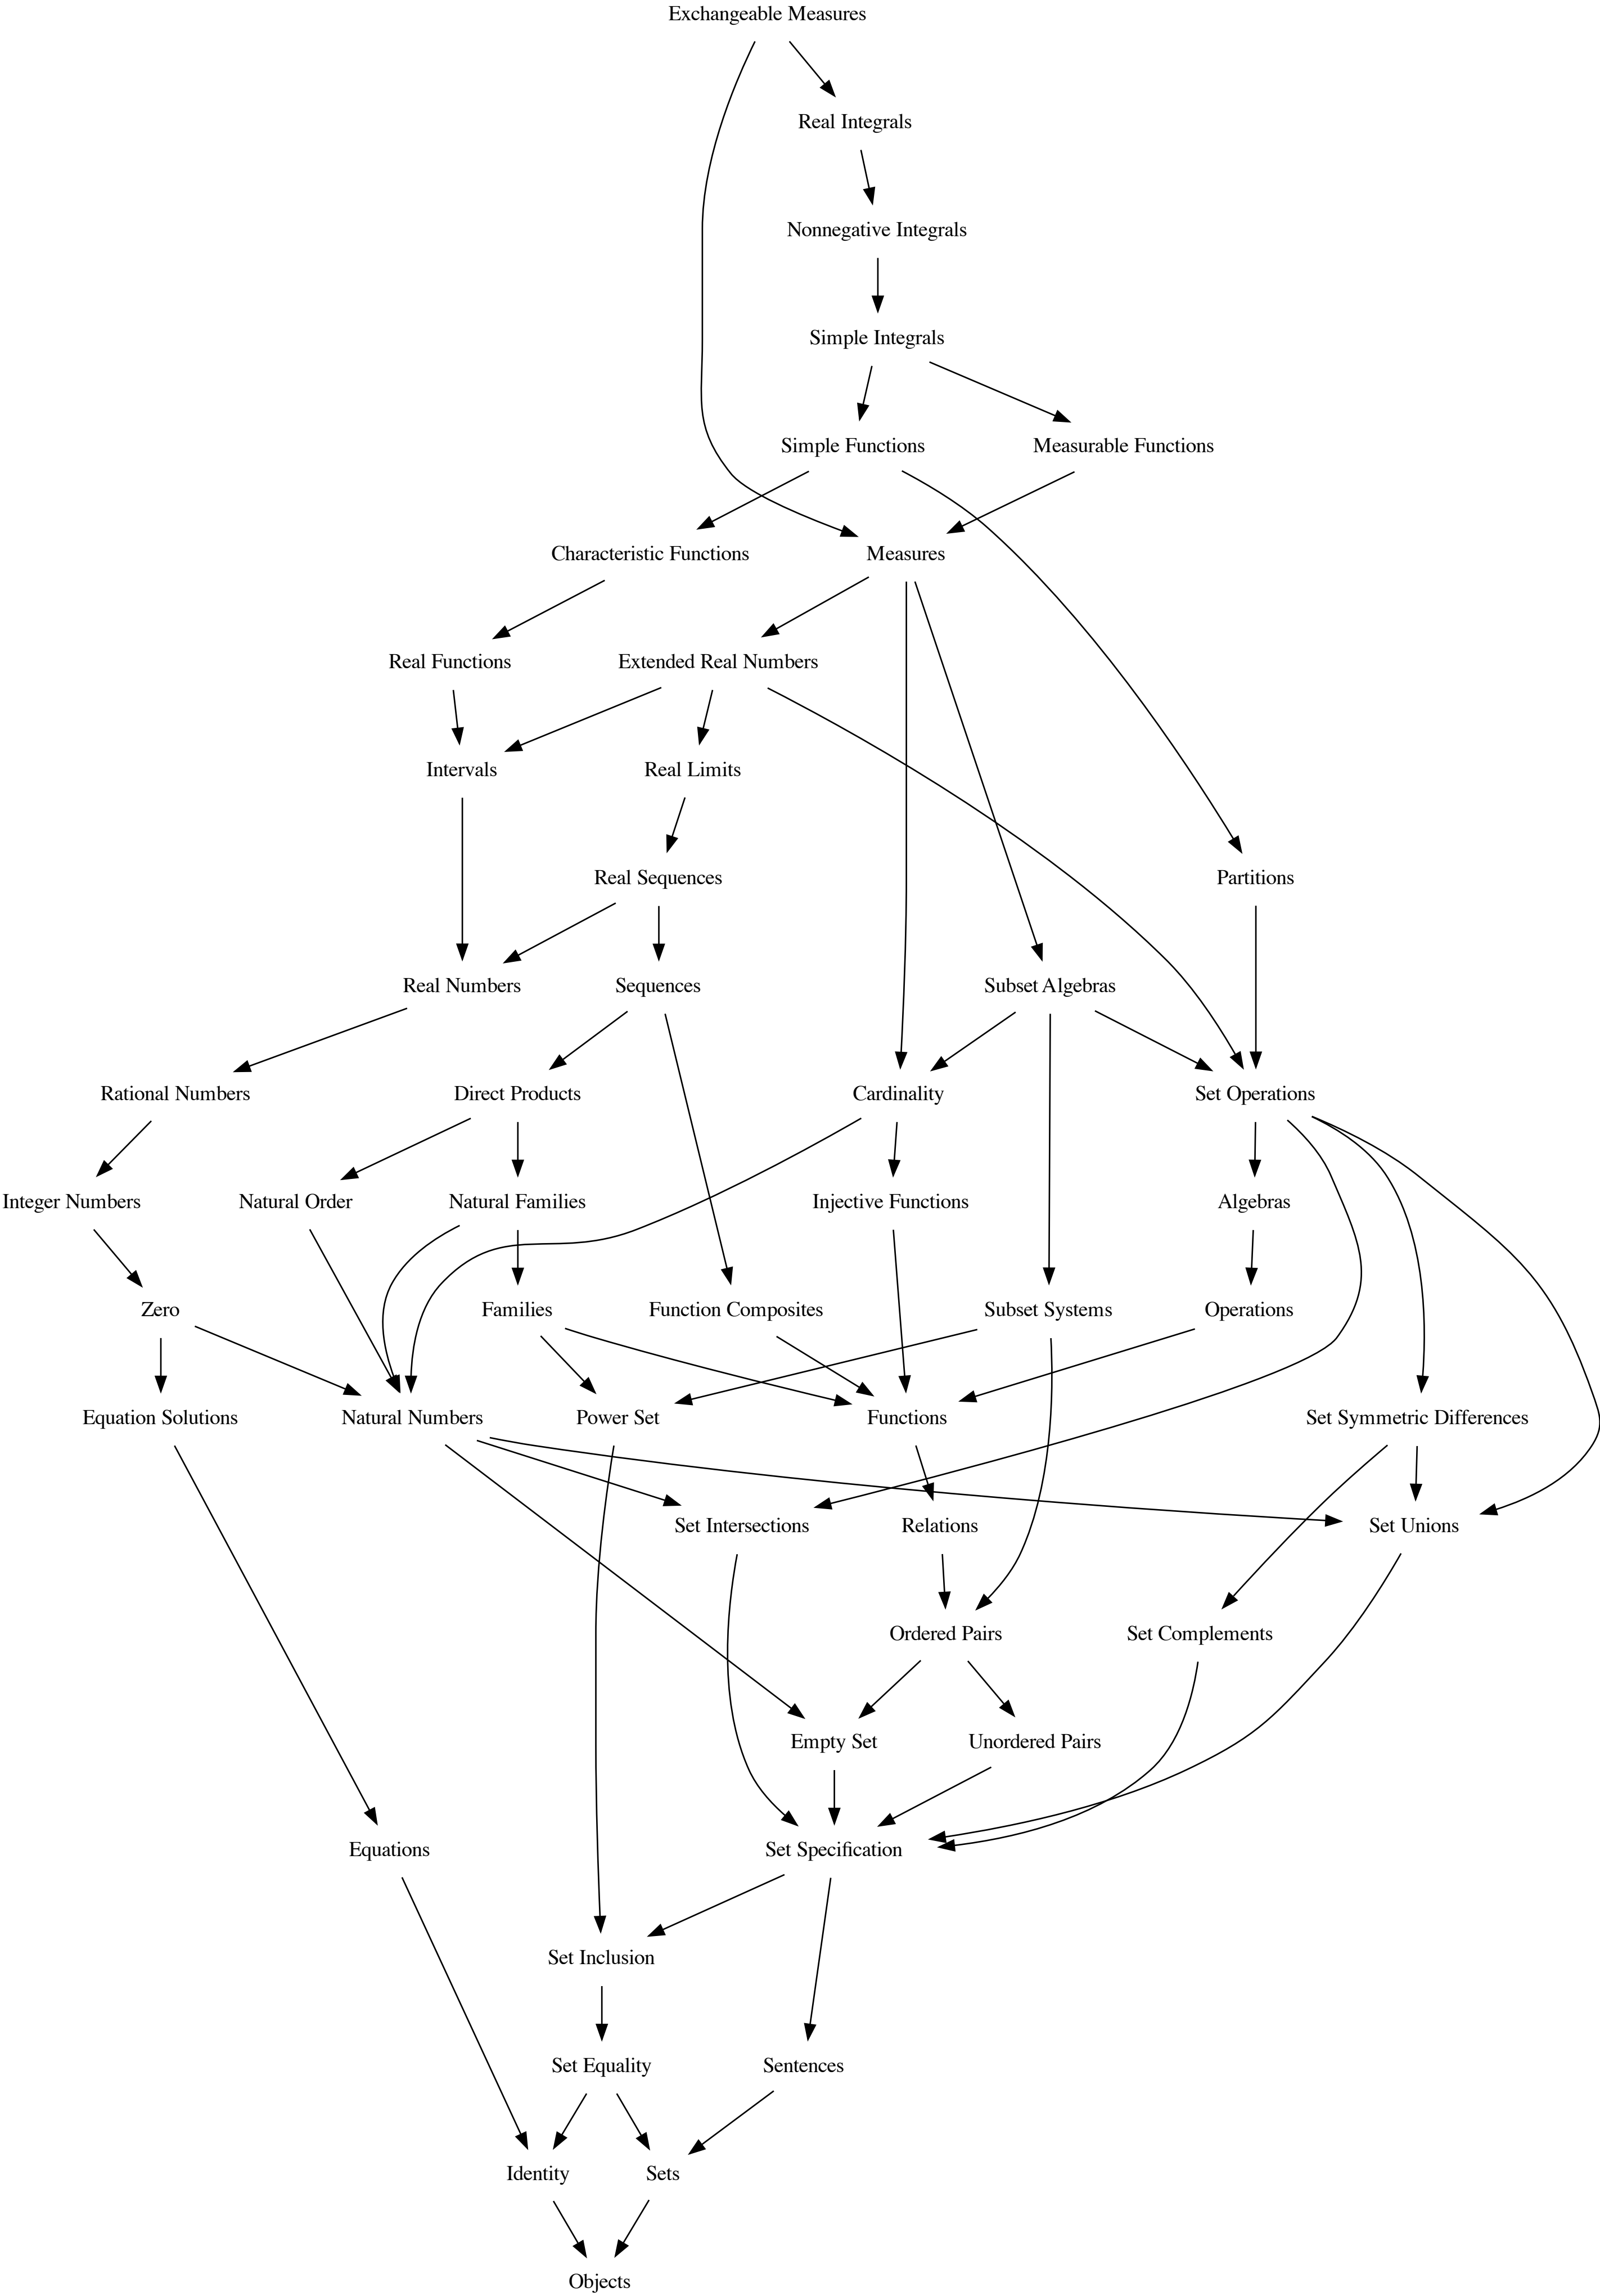 Exchangeable Measures
Real Integrals
Nonnegative Integrals
Simple Integrals
Simple Functions
Measurable Functions
Characteristic Functions
Measures
Real Functions
Extended Real Numbers
Intervals
Real Limits
Real Sequences
Partitions
Real Numbers
Sequences
Subset Algebras
Rational Numbers
Direct Products
Cardinality
Set Operations
Integer Numbers
Natural Order
Natural Families
Injective Functions
Algebras
Zero
Families
Function Composites
Subset Systems
Operations
Equation Solutions
Natural Numbers
Power Set
Functions
Set Symmetric Differences
Set Intersections
Relations
Set Unions
Ordered Pairs
Set Complements
Empty Set
Unordered Pairs
Equations
Set Specification
Set Inclusion
Set Equality
Sentences
Identity
Sets
Objects